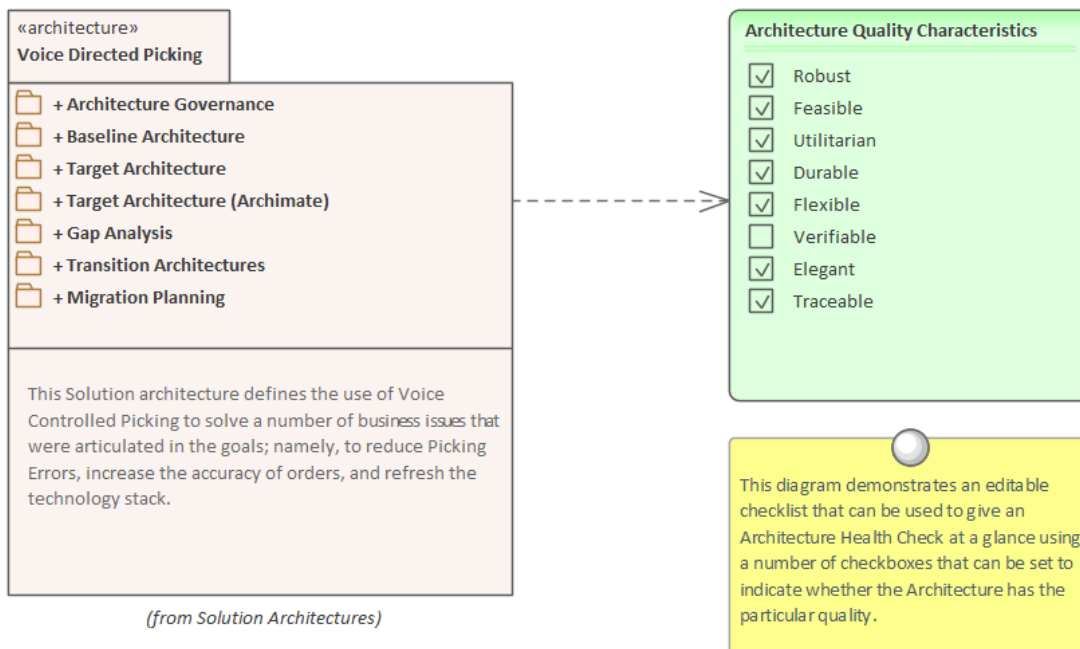 «architecture»
Voice Directed Picking
+ Architecture Governance
+ Baseline Architecture
+ Target Architecture
+ Target Architecture (Archimate)
+ Gap Analysis
+ Transition Architectures
+ Migration Planning
This Solution architecture defines the use of Voice
Controlled Picking to solve a number of business issues that
were articulated in the goals; namely, to reduce Picking
Errors, increase the accuracy of orders, and refresh the
technology stack.
(from Solution Architectures)
Architecture Quality Characteristics
Robust
Feasible
Utilitarian
Durable
Flexible
Verifiable
Elegant
Traceable
This diagram demonstrates an editable
checklist that can be used to give an
Architecture Health Check at a glance using
a number of checkboxes that can be set to
indicate whether the Architecture has the
particular quality.